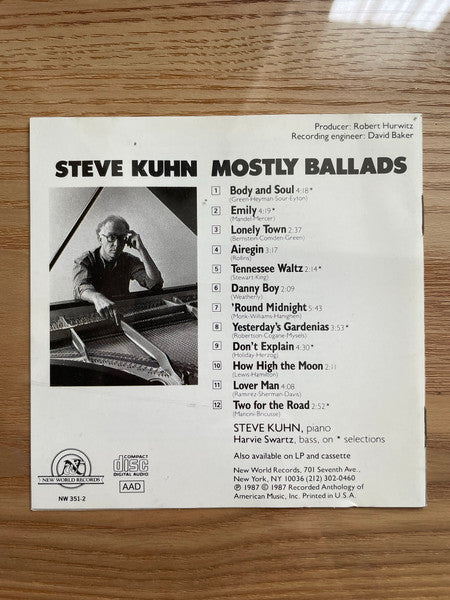 Producer: Robert Hurwitz
Recording engineer: David Baker
STEVE KUHN MOSTLY BALLADS
1 Body and Soul 4:18*
(Green-Heyman-Sour-Eyton)
2 Emily 4:19*
(Mandel-Mercer)
3 Lonely Town 2:37
(Bernstein-Comden-Green)
4 Airegin 3:17
(Rollins)
5 Tennessee Waltz 2:14*
(Stewart-King)
6 Danny Boy 2:09
(Weatherly)
7 'Round Midnight 5:43
(Monk-Williams-Hanighen)
8 Yesterday's Gardenias 3:53*
(Robertson-Cogane-Mysels)
9 Don't Explain 4:30*
(Holiday-Herzog)
10 How High the Moon 2:11
(Lewis-Hamilton)
11 Lover Man 4:08
(Ramirez-Sherman-Davis)
12 Two for the Road 2:52*
(Mancini-Bricusse)
STEVE KUHN, piano
Harvie Swartz, bass, on * selections
Also available on LP and cassette
New World Records, 701 Seventh Ave.,
New York, NY 10036 (212) 302-0460
℗ 1987 © 1987 Recorded Anthology of
American Music, Inc. Printed in U.S.A.
NEW WORLD RECORDS
NW 351-2
COMPACT
disc
DIGITAL AUDIO
AAD